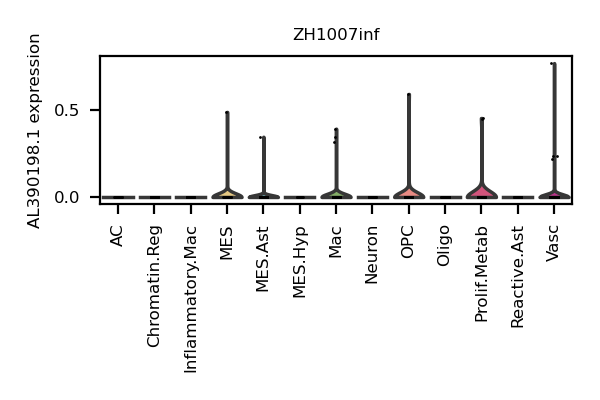 ZH1007inf
AL390198.1 expression
0.5
0.0
AC
Chromatin.Reg
Inflammatory.Mac
MES
MES.Ast
MES.Hyp
Mac
Neuron
OPC
Oligo
Prolif.Metab
Reactive.Ast
Vasc